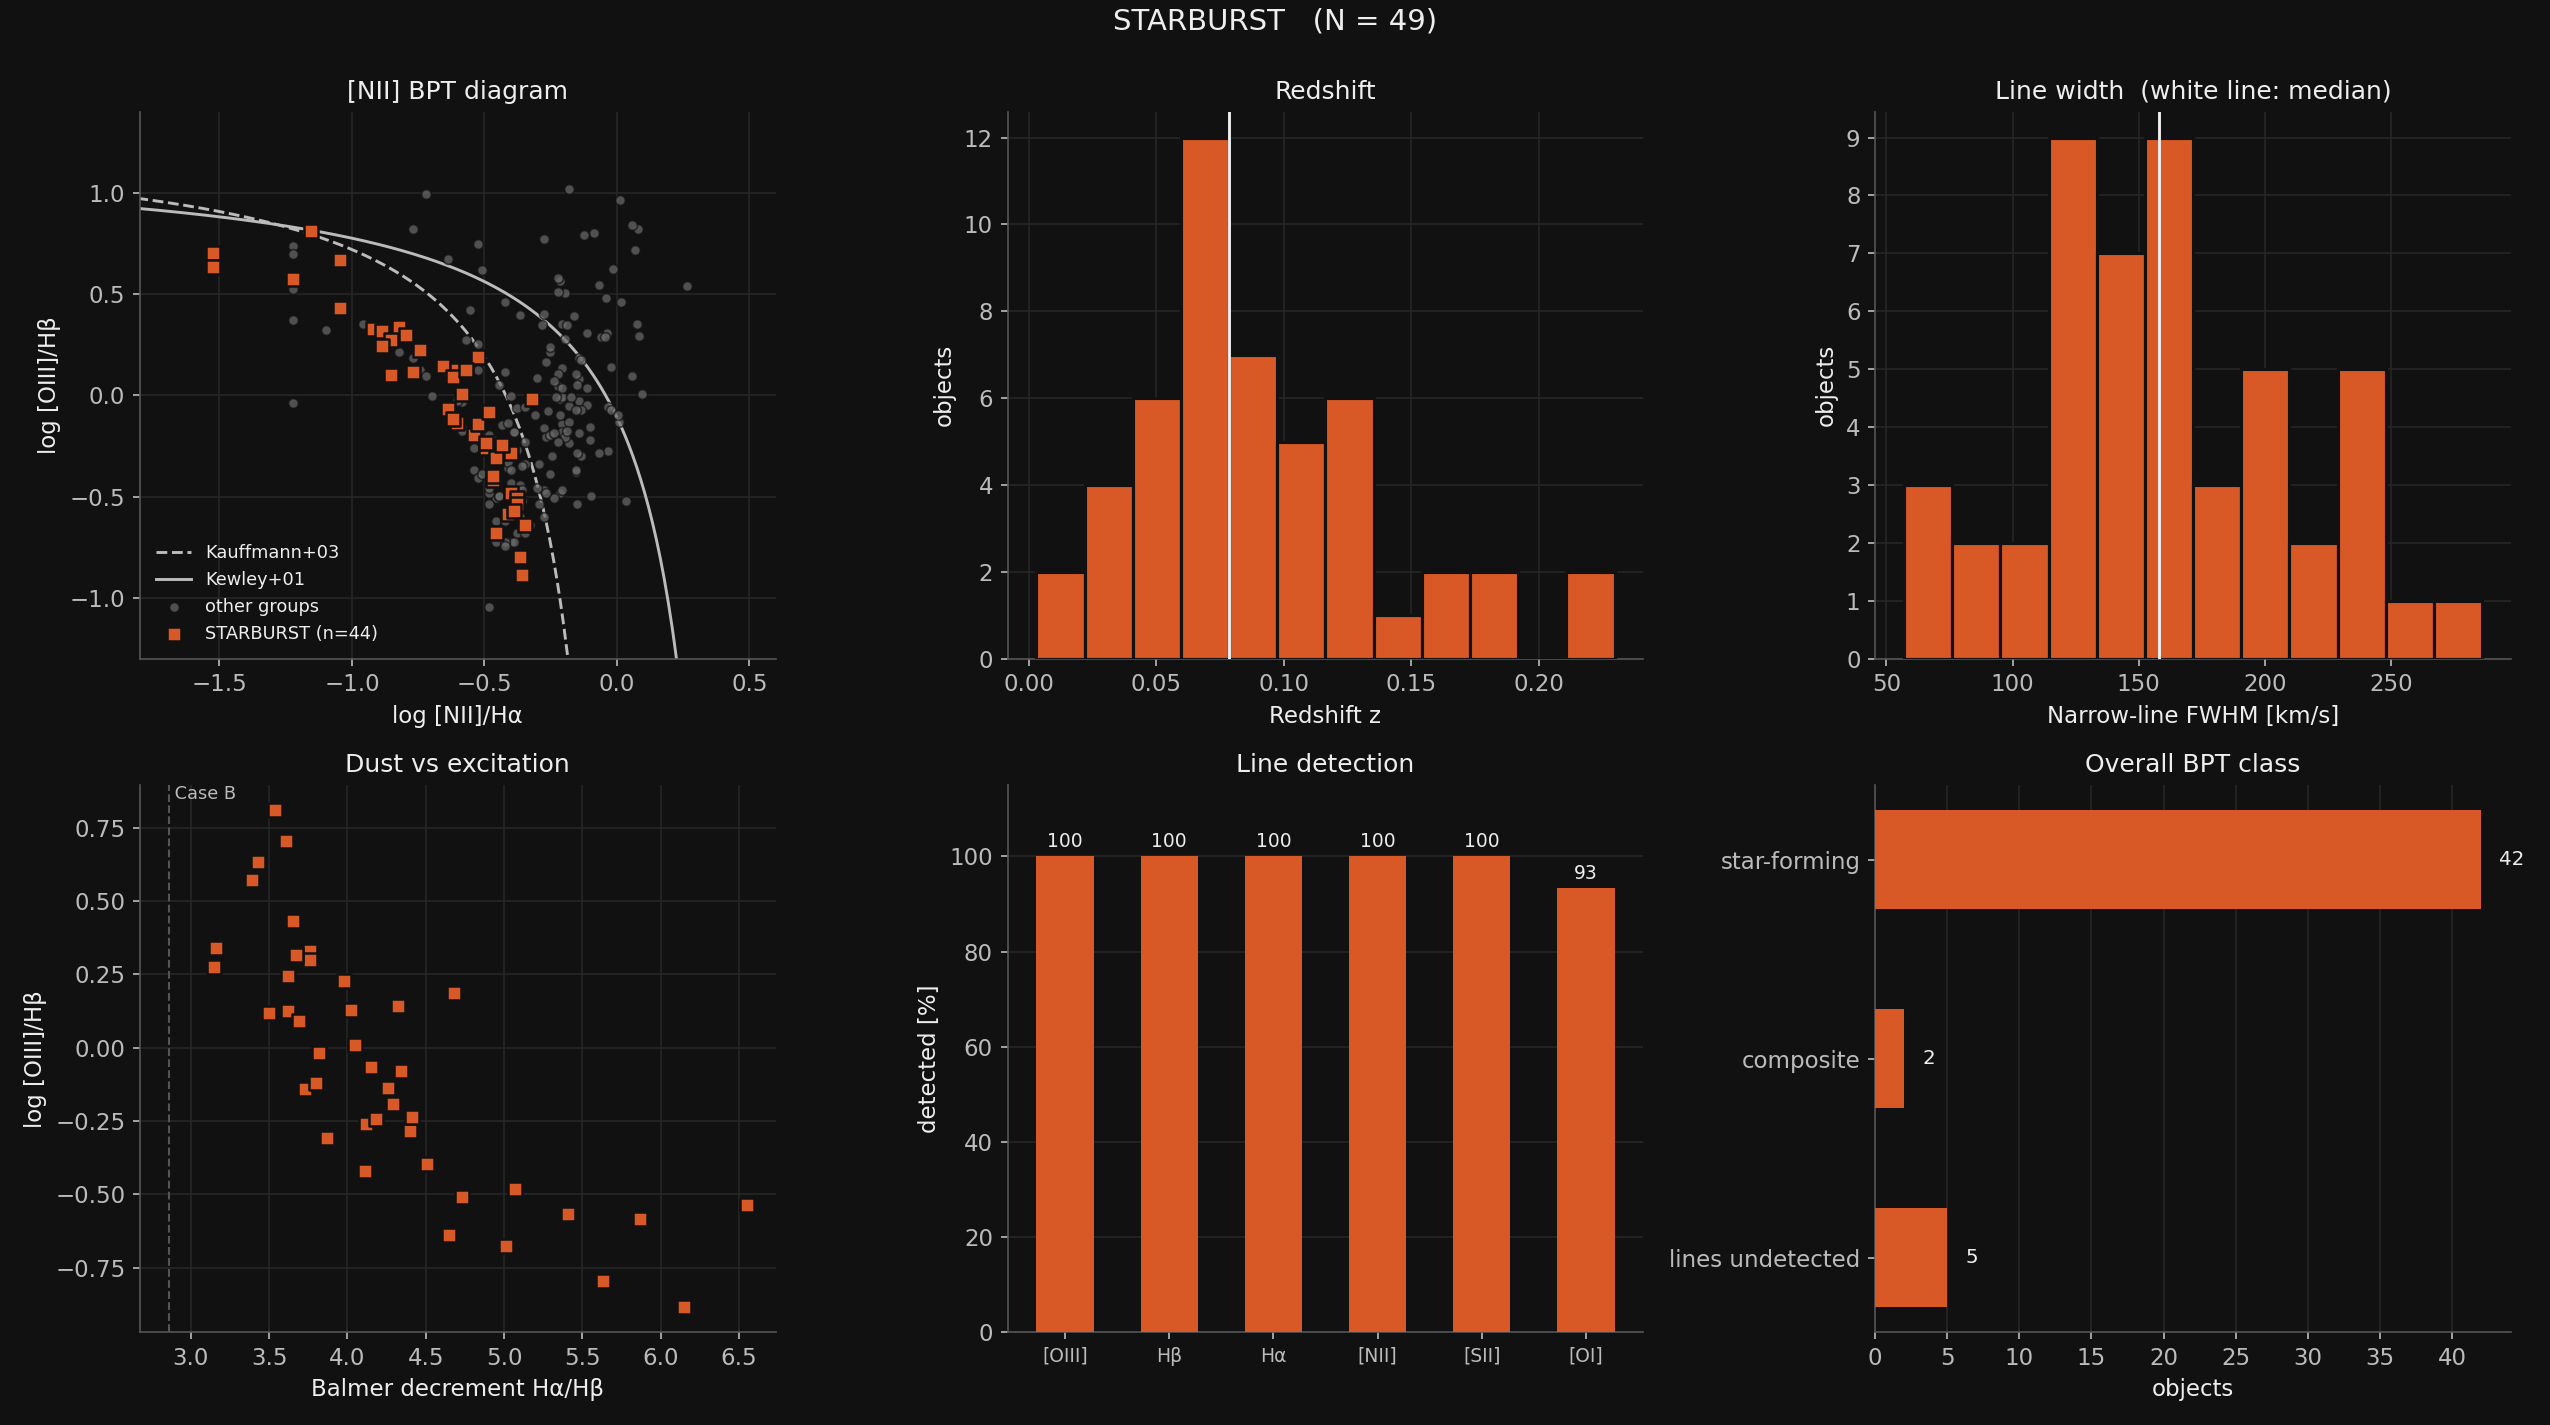 STARBURST (N = 49)
[NII] BPT diagram
log [OIII]/Hβ
1.0
0.5
0.0
−0.5
−1.0
Kauffmann+03
Kewley+01
other groups
STARBURST (n=44)
−1.5
−1.0
−0.5
0.0
0.5
log [NII]/Hα
Redshift
objects
12
10
8
6
4
2
0
0.00
0.05
0.10
0.15
0.20
Redshift z
Line width (white line: median)
objects
9
8
7
6
5
4
3
2
1
0
50
100
150
200
250
Narrow-line FWHM [km/s]
Dust vs excitation
log [OIII]/Hβ
Case B
0.75
0.50
0.25
0.00
−0.25
−0.50
−0.75
3.0
3.5
4.0
4.5
5.0
5.5
6.0
6.5
Balmer decrement Hα/Hβ
Line detection
detected [%]
100
80
60
40
20
0
100
100
100
100
100
93
[OIII]
Hβ
Hα
[NII]
[SII]
[OI]
Overall BPT class
star-forming
42
composite
2
lines undetected
5
0
5
10
15
20
25
30
35
40
objects